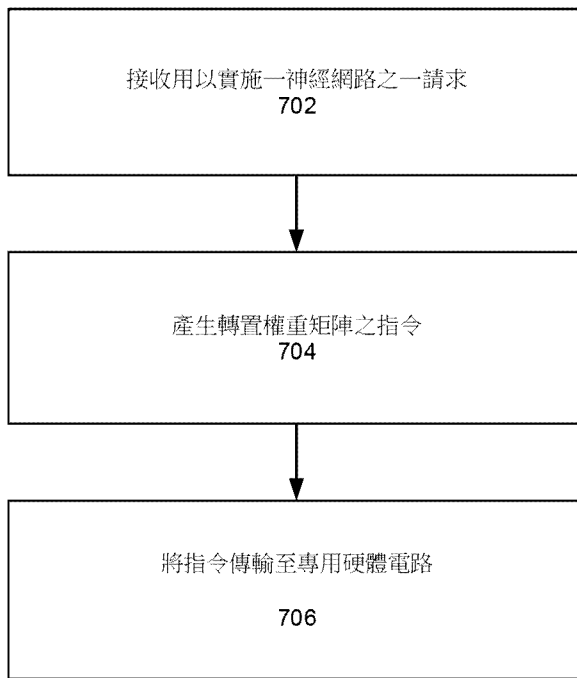 接收用以實施一神經網路之一請求
702
產生轉置權重矩陣之指令
704
將指令傳輸至專用硬體電路
706